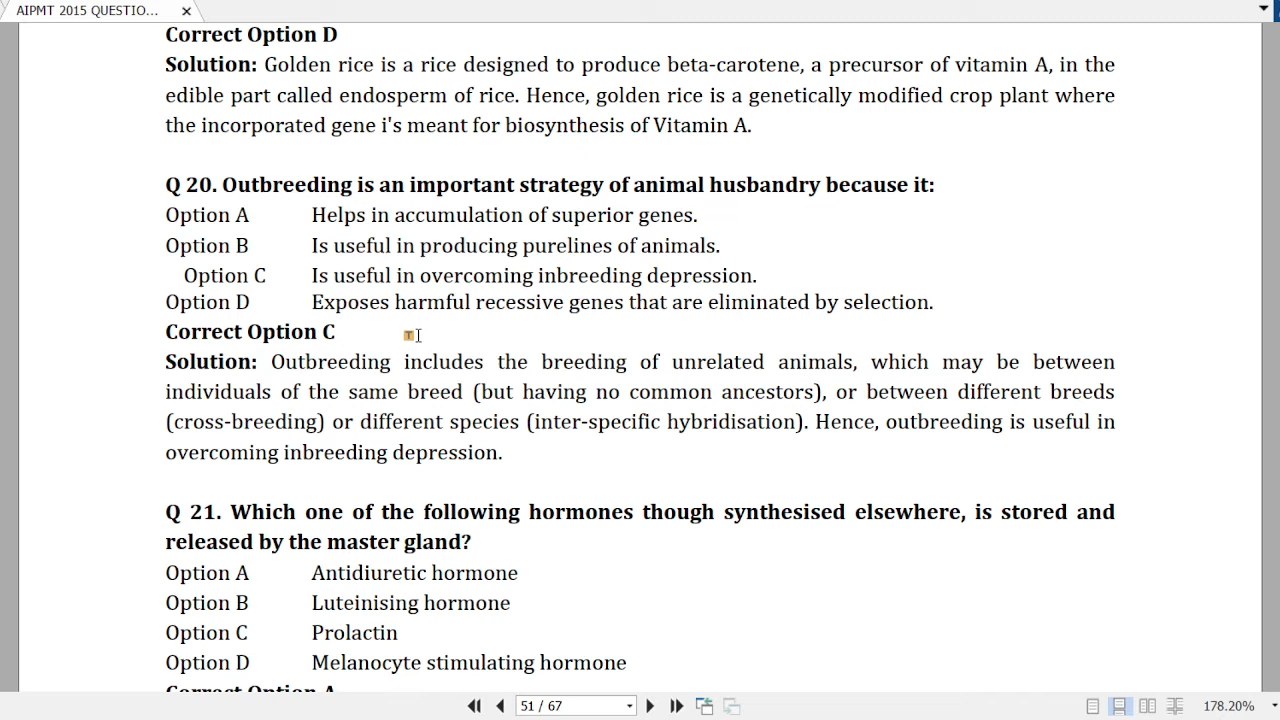 AIPMT 2015 QUESTIO...
Correct Option D
Solution: Golden rice is a rice designed to produce beta-carotene, a precursor of vitamin A, in the
edible part called endosperm of rice. Hence, golden rice is a genetically modified crop plant where
the incorporated gene i's meant for biosynthesis of Vitamin A.
Q 20. Outbreeding is an important strategy of animal husbandry because it:
Option A Helps in accumulation of superior genes.
Option B Is useful in producing purelines of animals.
Option C Is useful in overcoming inbreeding depression.
Option D Exposes harmful recessive genes that are eliminated by selection.
Correct Option C
Solution: Outbreeding includes the breeding of unrelated animals, which may be between
individuals of the same breed (but having no common ancestors), or between different breeds
(cross-breeding) or different species (inter-specific hybridisation). Hence, outbreeding is useful in
overcoming inbreeding depression.
Q 21. Which one of the following hormones though synthesised elsewhere, is stored and
released by the master gland?
Option A Antidiuretic hormone
Option B Luteinising hormone
Option C Prolactin
Option D Melanocyte stimulating hormone
Correct Option A
51 / 67
178.20%